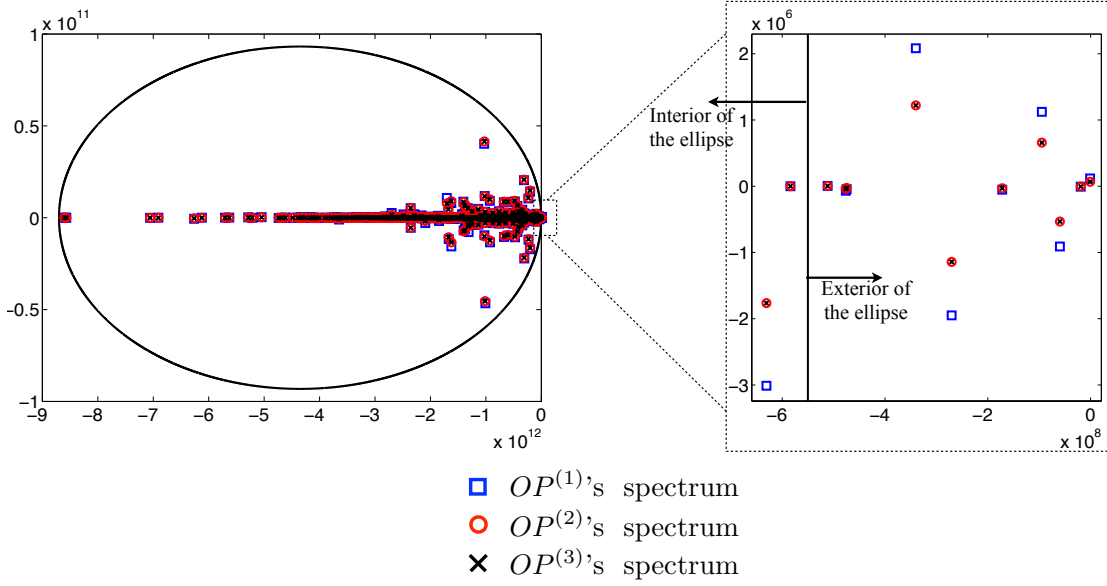 x 10^11
1
0.5
0
-0.5
-1
-9 -8 -7 -6 -5 -4 -3 -2 -1 0
x 10^12
x 10^6
2
1
0
-1
-2
-3
Interior of
the ellipse
Exterior of
the ellipse
-6 -4 -2 0
x 10^8
OP^(1)'s spectrum
OP^(2)'s spectrum
OP^(3)'s spectrum